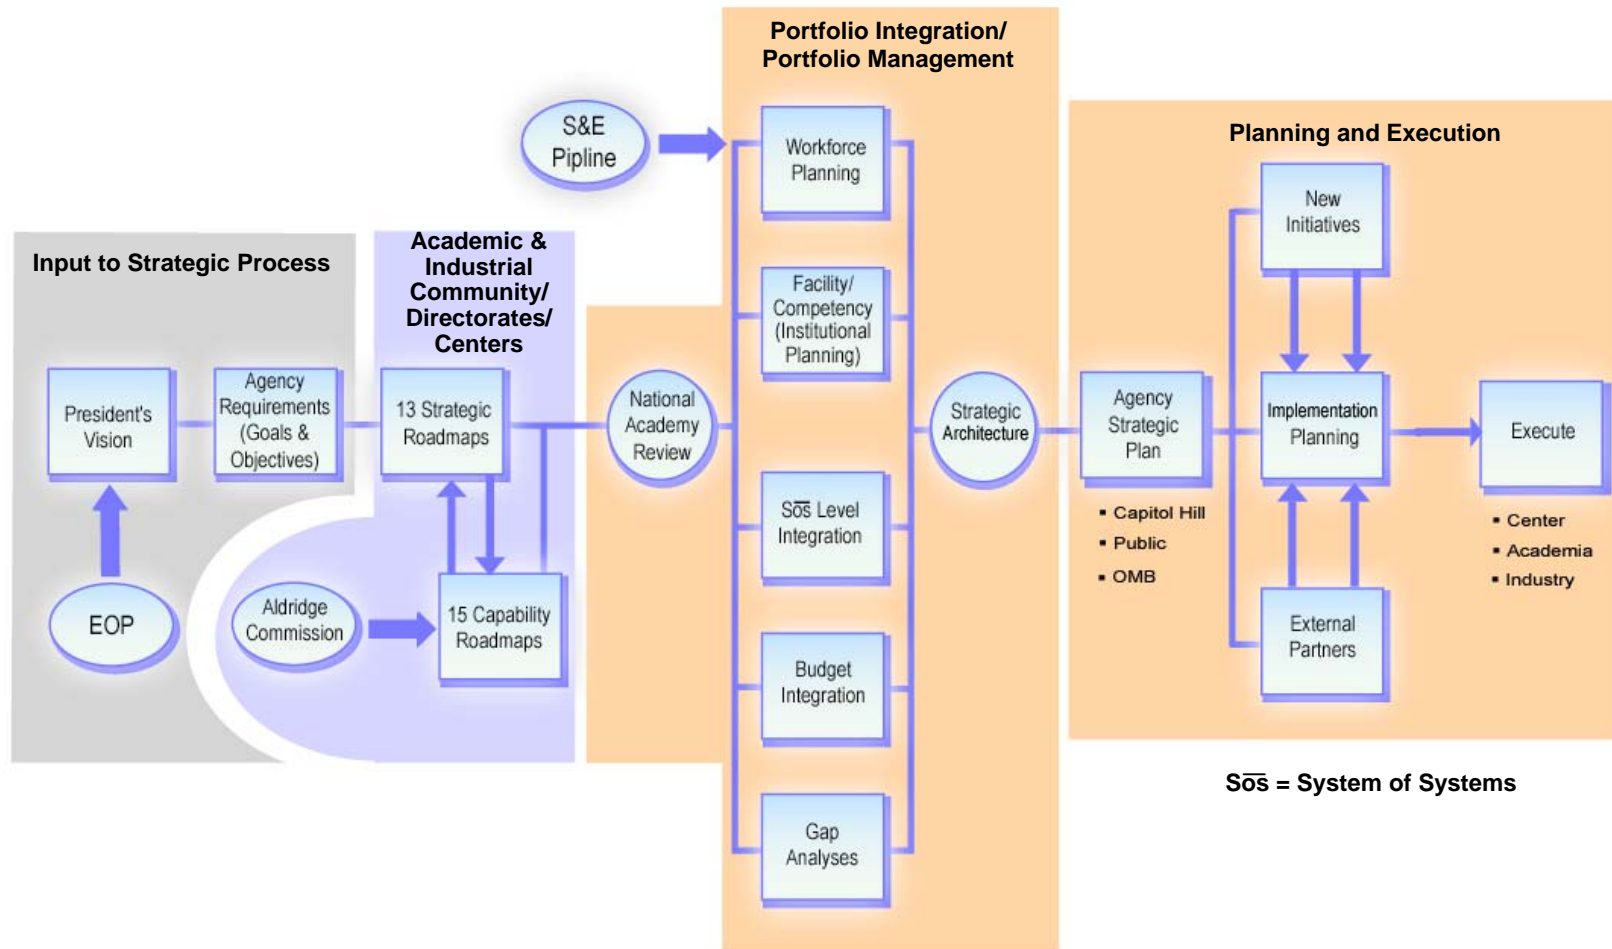 Portfolio Integration/
Portfolio Management
S&E
Pipline
Workforce
Planning
Planning and Execution
New
Initiatives
Input to Strategic Process
Academic &
Industrial
Community/
Directorates/
Centers
Facility/
Competency
(Institutional
Planning)
President's
Vision
Agency
Requirements
(Goals &
Objectives)
13 Strategic
Roadmaps
National
Academy
Review
Strategic
Architecture
Agency
Strategic
Plan
Implementation
Planning
Execute
▪ Capitol Hill
▪ Public
▪ OMB
▪ Center
▪ Academia
▪ Industry
So̅s̅ Level
Integration
EOP
Aldridge
Commission
15 Capability
Roadmaps
External
Partners
Budget
Integration
So̅s̅ = System of Systems
Gap
Analyses